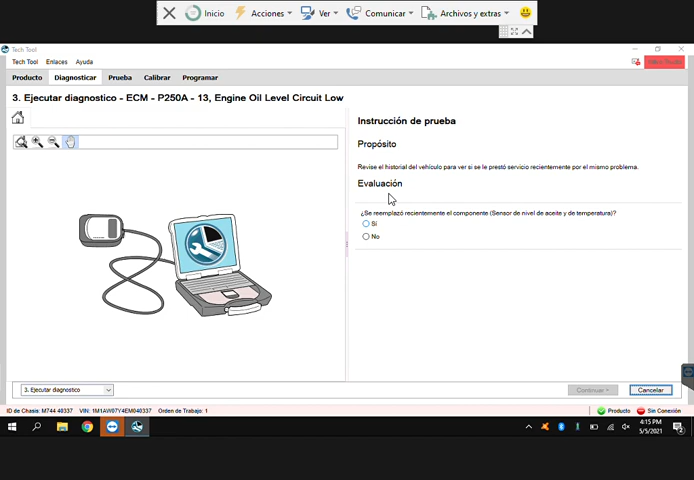 Inicio Acciones Ver Comunicar Archivos y extras
Tech Tool
Tech Tool Enlaces Ayuda
Producto Diagnosticar Prueba Calibrar Programar
3. Ejecutar diagnostico - ECM - P250A - 13, Engine Oil Level Circuit Low
Instrucción de prueba
Propósito
Revise el historial del vehículo para ver si se le prestó servicio recientemente por el mismo problema.
Evaluación
¿Se reemplazó recientemente el componente (Sensor de nivel de aceite y de temperatura)?
Sí
No
3. Ejecutar diagnostico
Continuar
Cancelar
ID de Chasis: M744 40337 VIN: 1M1AW07Y4EM040337 Orden de Trabajo: 1
Producto Sin Conexión
4:15 PM
5/5/2021
2